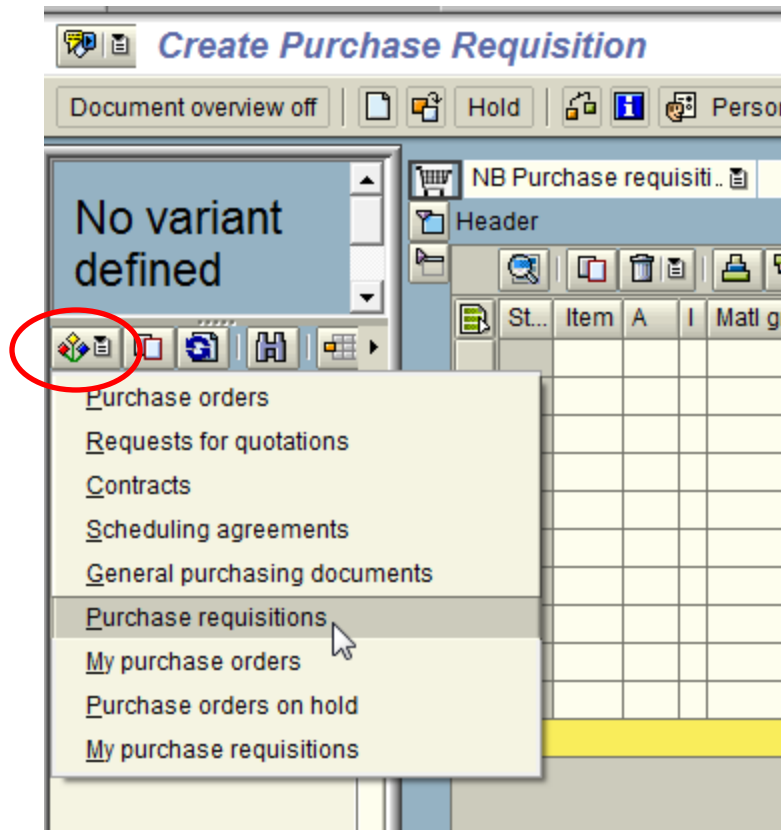 Create Purchase Requisition
Document overview off
Hold
Person
No variant
defined
NB Purchase requisiti..
Header
St...
Item
A
I
Matl g
Purchase orders
Requests for quotations
Contracts
Scheduling agreements
General purchasing documents
Purchase requisitions
My purchase orders
Purchase orders on hold
My purchase requisitions